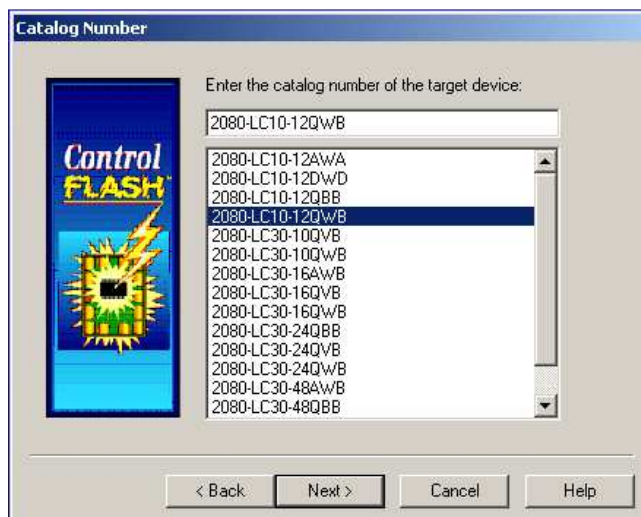 Catalog Number
Enter the catalog number of the target device:
2080-LC10-12QWB
Control
FLASH
2080-LC10-12AWA
2080-LC10-12DWD
2080-LC10-12QBB
2080-LC10-12QWB
2080-LC30-10QVB
2080-LC30-10QWB
2080-LC30-16AWB
2080-LC30-16QVB
2080-LC30-16QWB
2080-LC30-24QBB
2080-LC30-24QVB
2080-LC30-24QWB
2080-LC30-48AWB
2080-LC30-48QBB
< Back
Next >
Cancel
Help